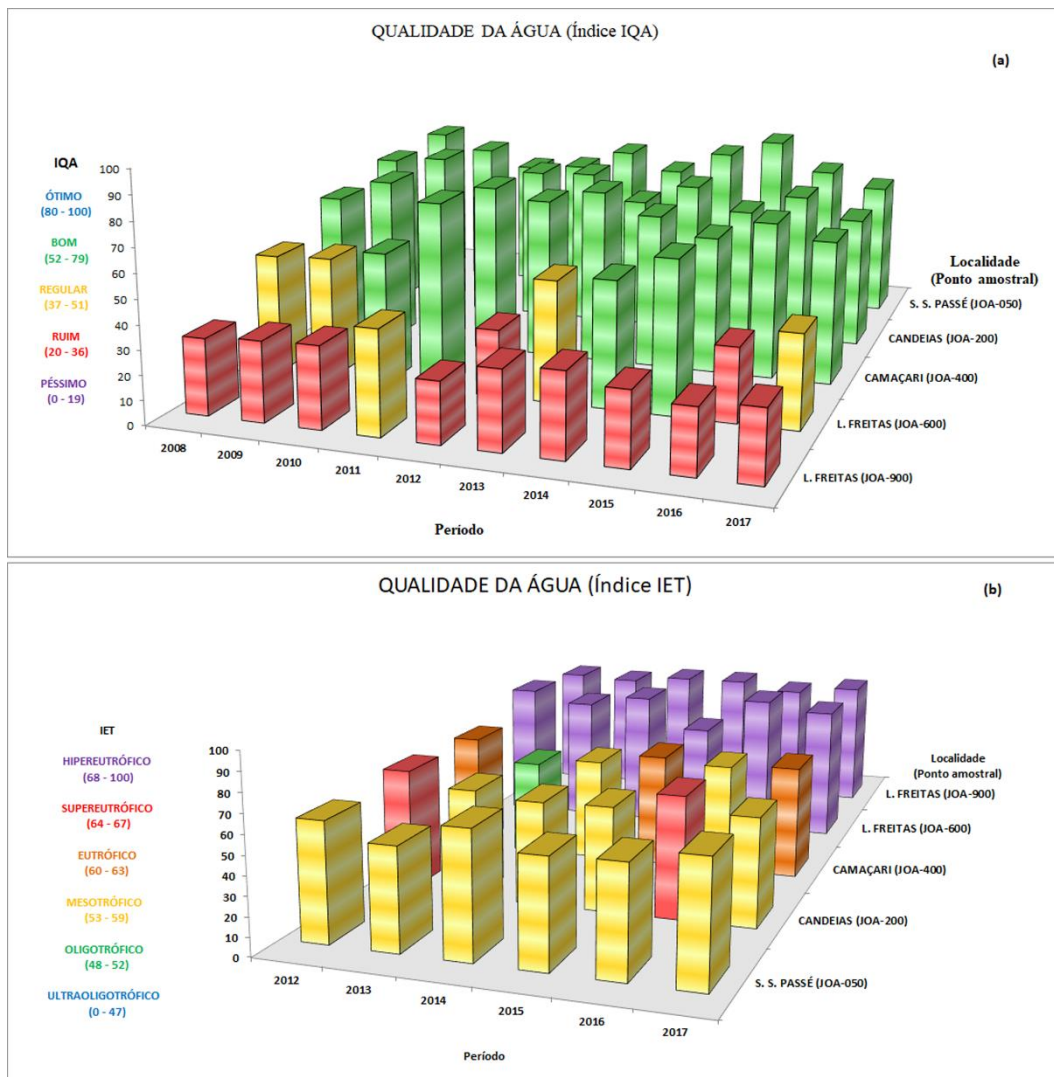 QUALIDADE DA ÁGUA (Índice IQA)
(a)
IQA
ÓTIMO
(80 - 100)
BOM
(52 - 79)
REGULAR
(37 - 51)
RUIM
(20 - 36)
PÉSSIMO
(0 - 19)
100
90
80
70
60
50
40
30
20
10
0
2008
2009
2010
2011
2012
2013
2014
2015
2016
2017
Período
Localidade
(Ponto amostral)
S. S. PASSÉ (JOA-050)
CANDEIAS (JOA-200)
CAMAÇARI (JOA-400)
L. FREITAS (JOA-600)
L. FREITAS (JOA-900)
QUALIDADE DA ÁGUA (Índice IET)
(b)
IET
HIPEREUTRÓFICO
(68 - 100)
SUPEREUTRÓFICO
(64 - 67)
EUTRÓFICO
(60 - 63)
MESOTRÓFICO
(53 - 59)
OLIGOTRÓFICO
(48 - 52)
ULTRAOLIGOTRÓFICO
(0 - 47)
100
90
80
70
60
50
40
30
20
10
0
2012
2013
2014
2015
2016
2017
Período
Localidade
(Ponto amostral)
L. FREITAS (JOA-900)
L. FREITAS (JOA-600)
CAMAÇARI (JOA-400)
CANDEIAS (JOA-200)
S. S. PASSÉ (JOA-050)